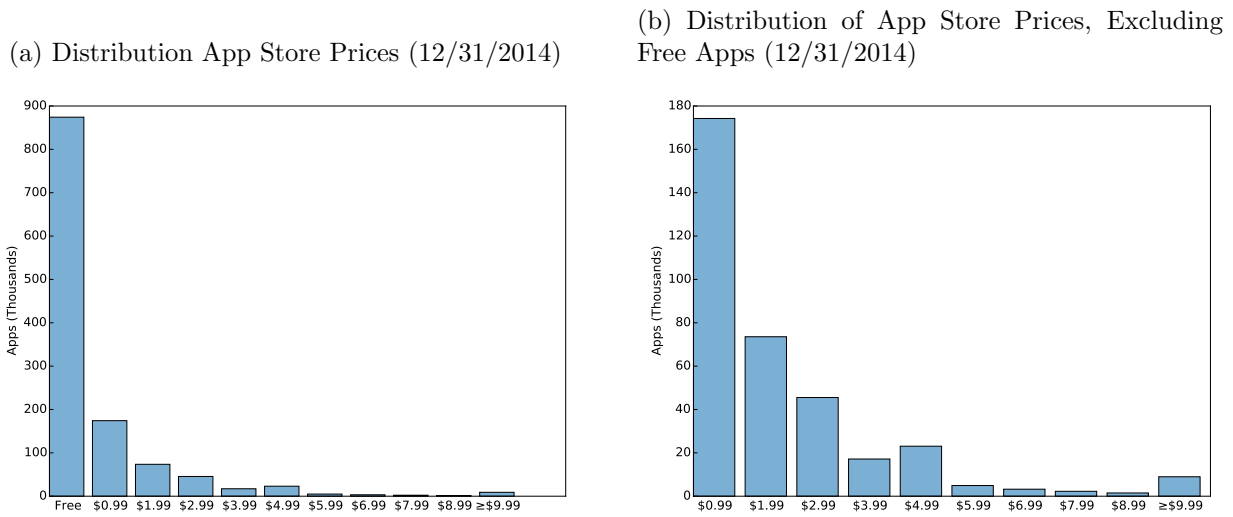 (a) Distribution App Store Prices (12/31/2014)
900
800
700
600
500
400
300
200
100
0
Apps (Thousands)
Free $0.99 $1.99 $2.99 $3.99 $4.99 $5.99 $6.99 $7.99 $8.99 ≥$9.99
(b) Distribution of App Store Prices, Excluding
Free Apps (12/31/2014)
180
160
140
120
100
80
60
40
20
0
Apps (Thousands)
$0.99 $1.99 $2.99 $3.99 $4.99 $5.99 $6.99 $7.99 $8.99 ≥$9.99